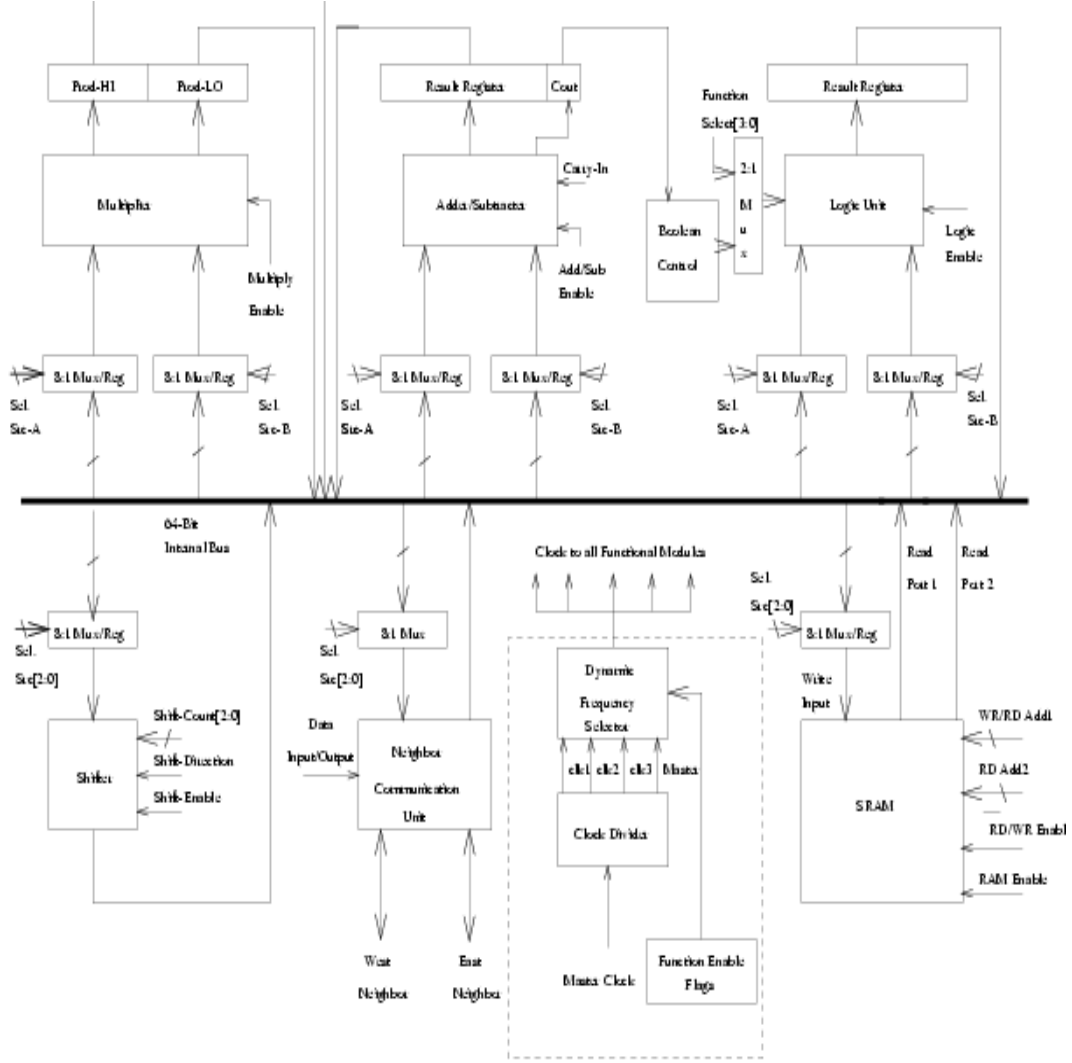 Prod-HI
Prod-LO
Result Register
Cout
Result Register
Function
Select[3:0]
Multiplier
Adder/Subtractor
Carry-In
2:1
M
u
x
Logic Unit
Boolean
Control
Logic
Enable
Multiply
Enable
Add/Sub
Enable
8:1 Mux/Reg
8:1 Mux/Reg
8:1 Mux/Reg
8:1 Mux/Reg
8:1 Mux/Reg
8:1 Mux/Reg
Sel.
Src-A
Sel.
Src-B
Sel.
Src-A
Sel.
Src-B
Sel.
Src-A
Sel.
Src-B
64-Bit
Internal Bus
Clock to all Functional Modules
Read
Port 1
Read
Port 2
Sel.
Src[2:0]
8:1 Mux/Reg
8:1 Mux
8:1 Mux/Reg
Sel.
Src[2:0]
Sel.
Src[2:0]
Dynamic
Frequency
Selector
Write
Input
Shift-Count[2:0]
Shift-Direction
Shift-Enable
Shifter
Data
Input/Output
Neighbor
Communication
Unit
clk1
clk2
clk3
Master
Clock Divider
SRAM
WR/RD Add1
RD Add2
RD/WR Enabl
RAM Enable
West
Neighbor
East
Neighbor
Master Clock
Function Enable
Flags